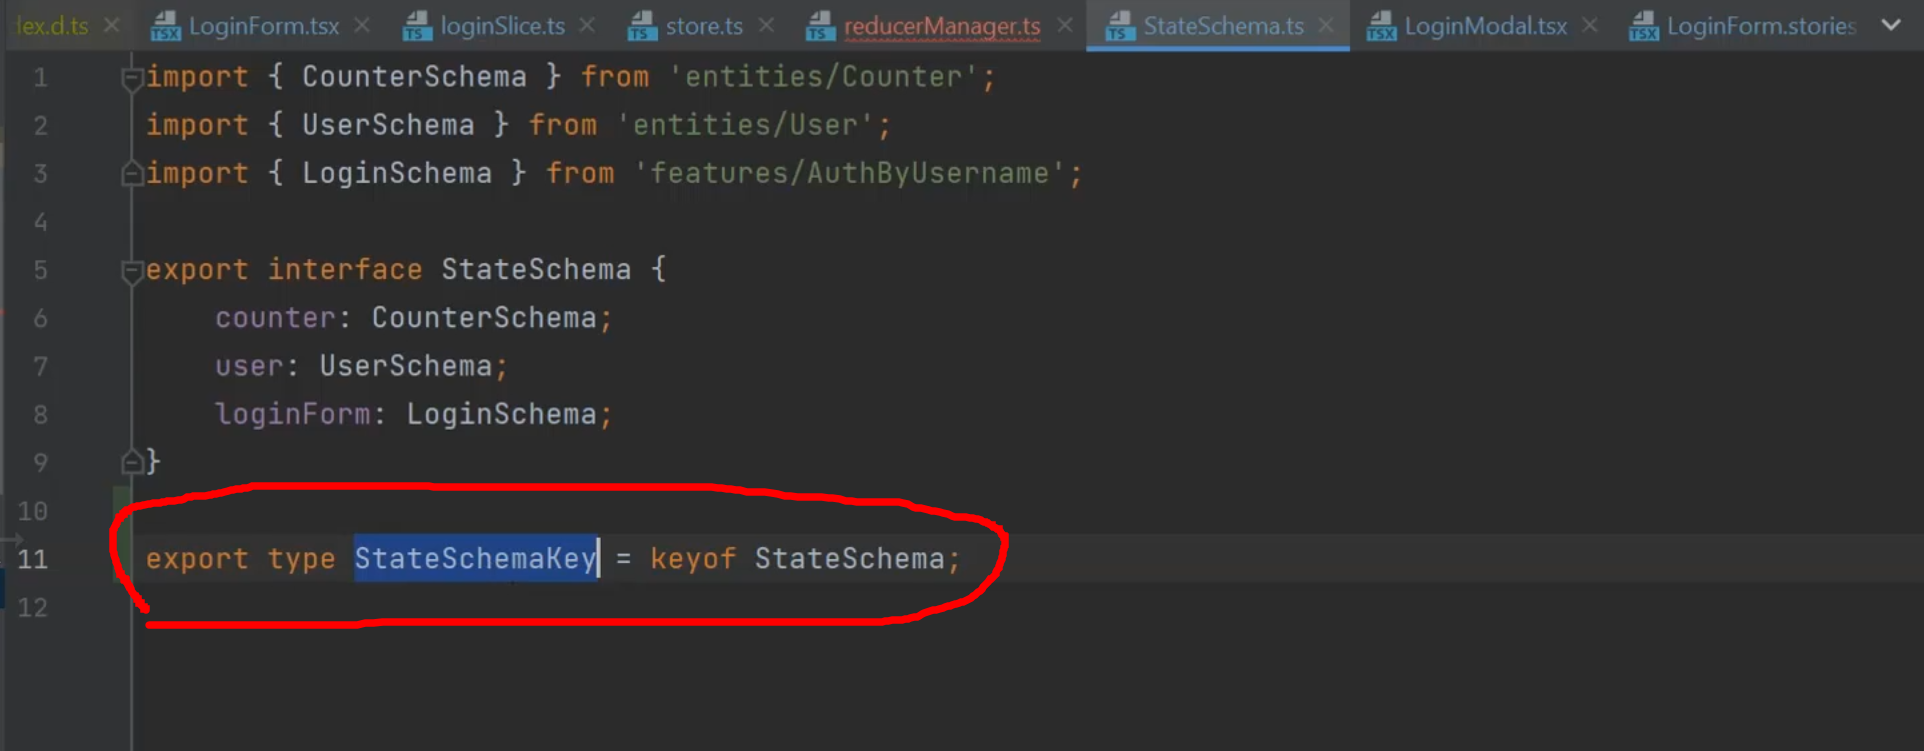 lex.d.ts LoginForm.tsx loginSlice.ts store.ts reducerManager.ts StateSchema.ts LoginModal.tsx LoginForm.stories
1 import { CounterSchema } from 'entities/Counter';
2 import { UserSchema } from 'entities/User';
3 import { LoginSchema } from 'features/AuthByUsername';
4
5 export interface StateSchema {
6 counter: CounterSchema;
7 user: UserSchema;
8 loginForm: LoginSchema;
9 }
10
11 export type StateSchemaKey = keyof StateSchema;
12